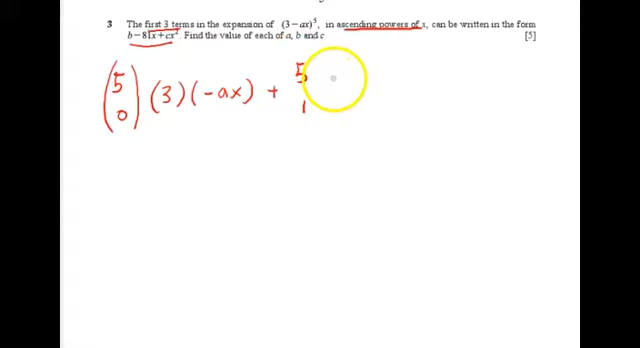 3 The first 3 terms in the expansion of (3 − ax)⁵, in ascending powers of x, can be written in the form
b − 81x + cx². Find the value of each of a, b and c. [5]
(5 0) (3) (−ax) + 5 1